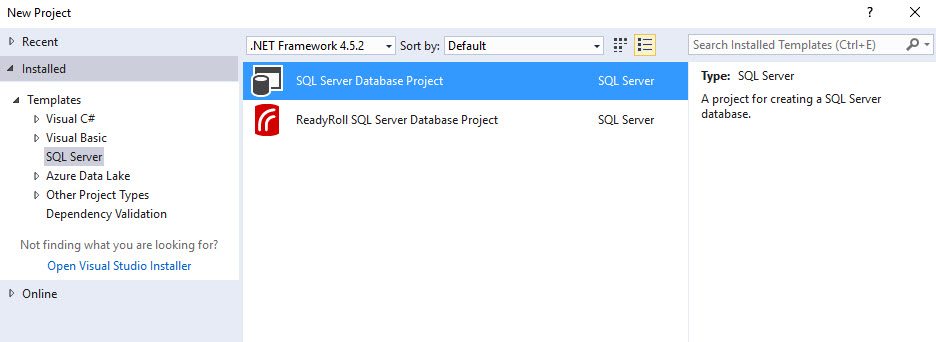 New Project
?
Recent
.NET Framework 4.5.2
Sort by: Default
Search Installed Templates (Ctrl+E)
Installed
Templates
Visual C#
Visual Basic
SQL Server
Azure Data Lake
Other Project Types
Dependency Validation
Not finding what you are looking for?
Open Visual Studio Installer
Online
SQL Server Database Project SQL Server
ReadyRoll SQL Server Database Project SQL Server
Type: SQL Server
A project for creating a SQL Server
database.